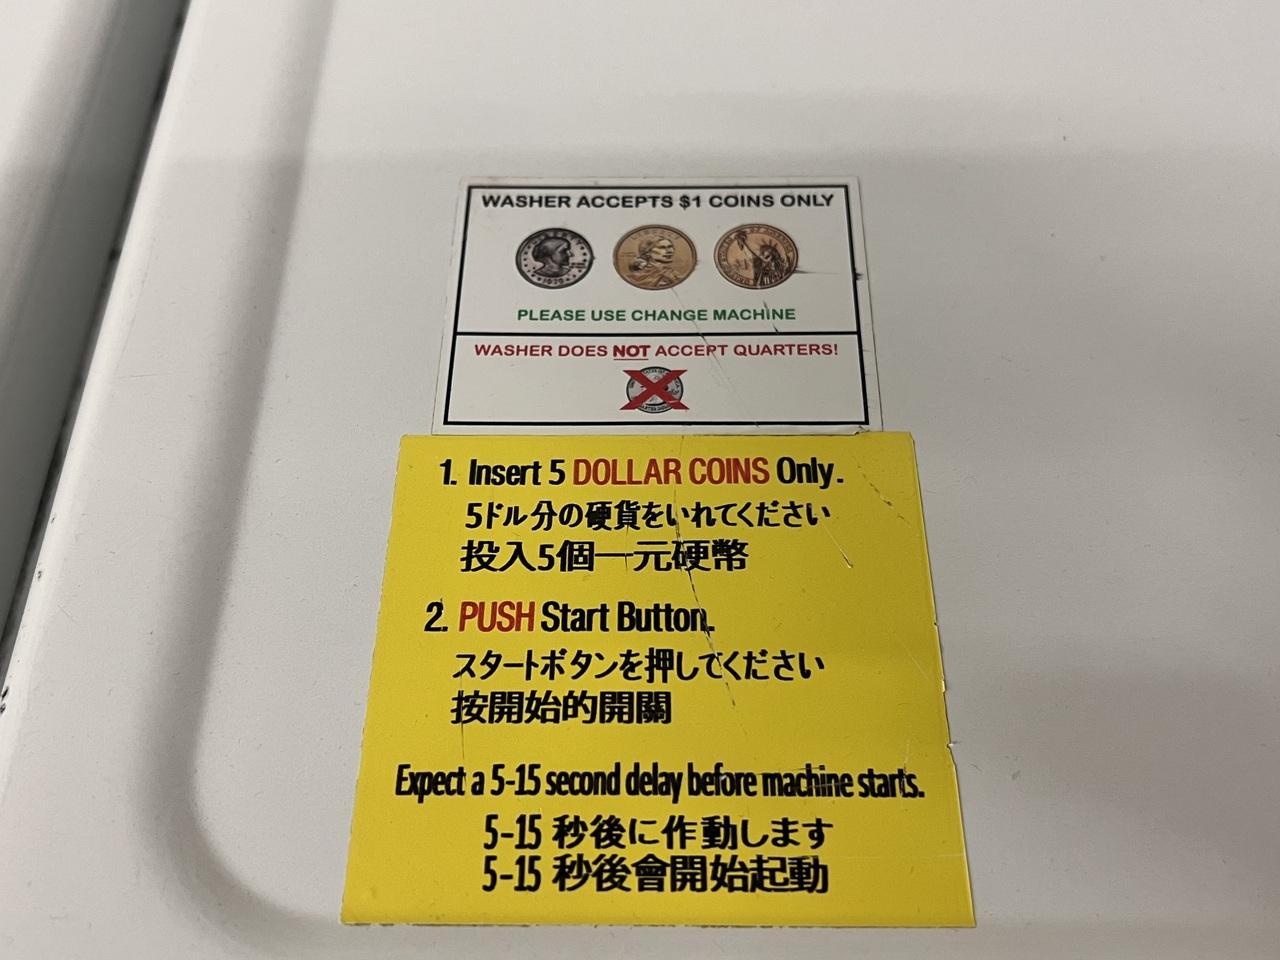 WASHER ACCEPTS $1 COINS ONLY
PLEASE USE CHANGE MACHINE
WASHER DOES NOT ACCEPT QUARTERS!
1. Insert 5 DOLLAR COINS Only.
5ドル分の硬貨をいれてください
投入5個一元硬幣
2. PUSH Start Button.
スタートボタンを押してください
按開始的開關
Expect a 5-15 second delay before machine starts.
5-15 秒後に作動します
5-15 秒後會開始起動